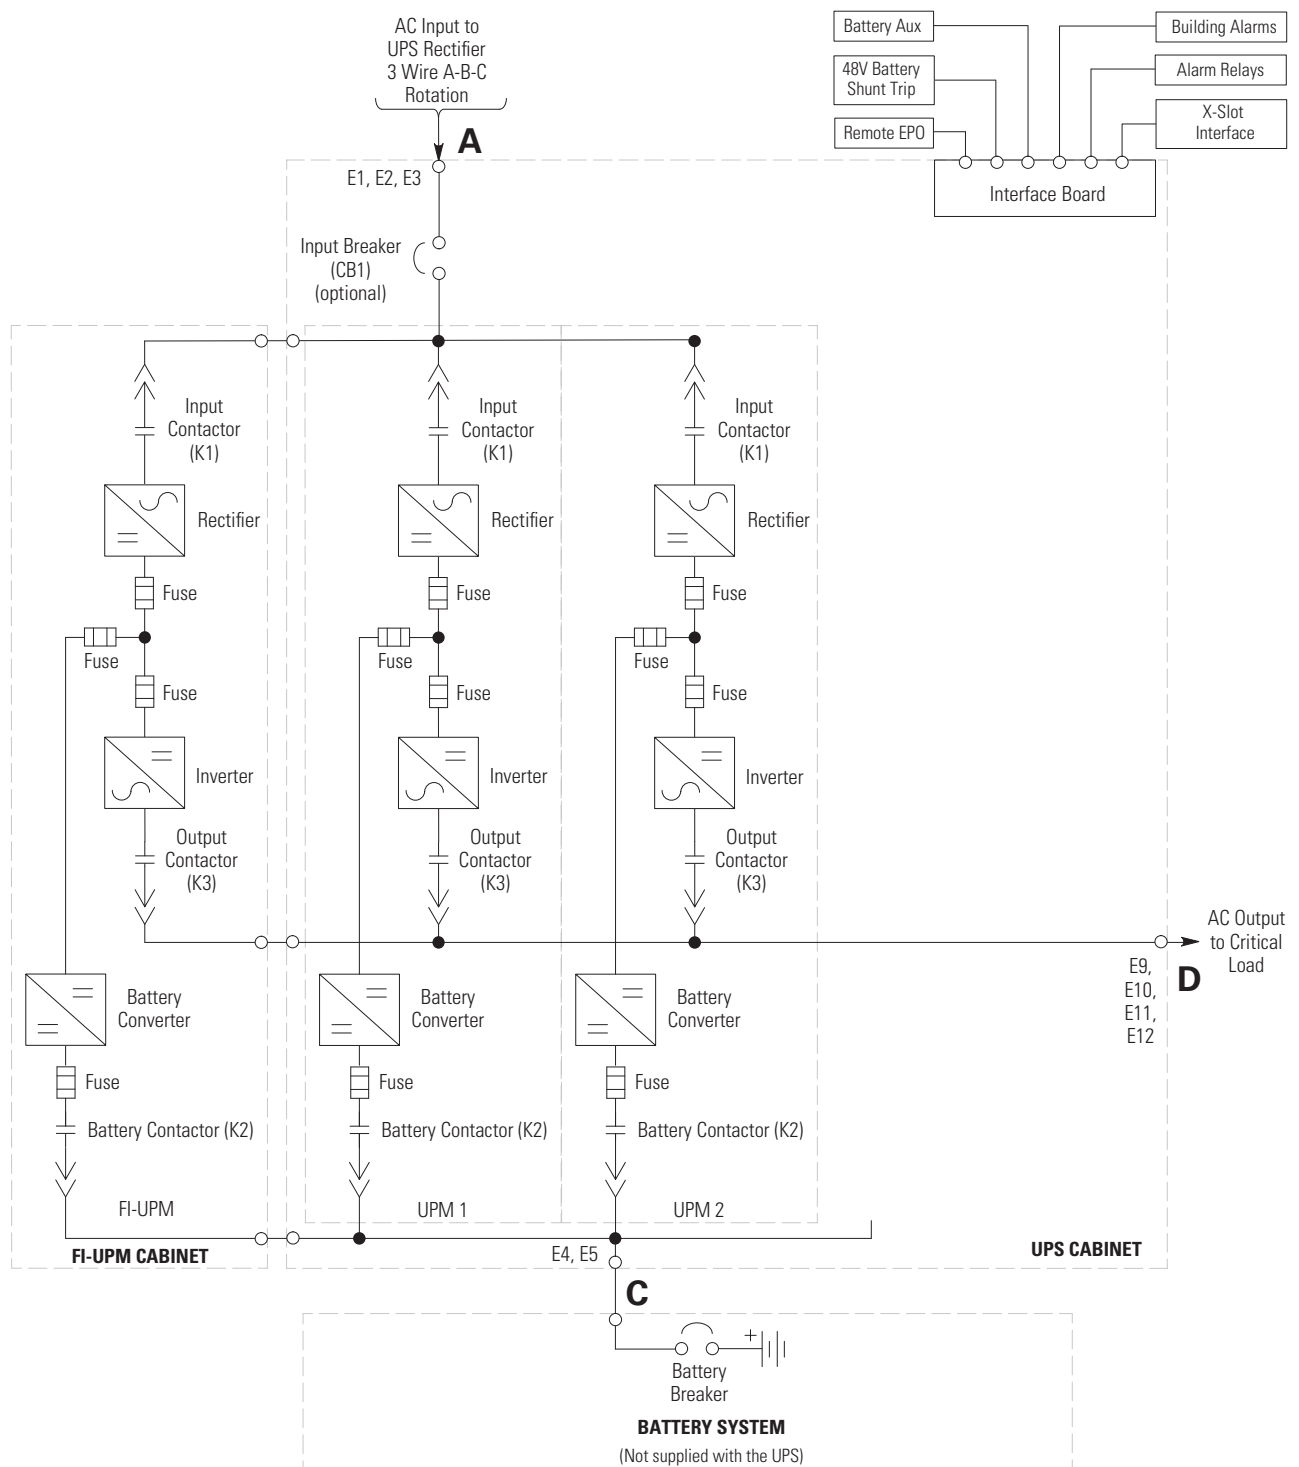 AC Input to
UPS Rectifier
3 Wire A-B-C
Rotation
A
E1, E2, E3
Input Breaker
(CB1)
(optional)
Battery Aux
48V Battery
Shunt Trip
Remote EPO
Building Alarms
Alarm Relays
X-Slot
Interface
Interface Board
Input
Contactor
(K1)
Input
Contactor
(K1)
Input
Contactor
(K1)
Rectifier
Rectifier
Rectifier
Fuse
Fuse
Fuse
Fuse
Fuse
Fuse
Fuse
Fuse
Fuse
Inverter
Inverter
Inverter
Output
Contactor
(K3)
Output
Contactor
(K3)
Output
Contactor
(K3)
AC Output
to Critical
Load
D
E9,
E10,
E11,
E12
Battery
Converter
Battery
Converter
Battery
Converter
Fuse
Fuse
Fuse
Battery Contactor (K2)
Battery Contactor (K2)
Battery Contactor (K2)
FI-UPM
UPM 1
UPM 2
FI-UPM CABINET
E4, E5
UPS CABINET
C
+
Battery
Breaker
BATTERY SYSTEM
(Not supplied with the UPS)